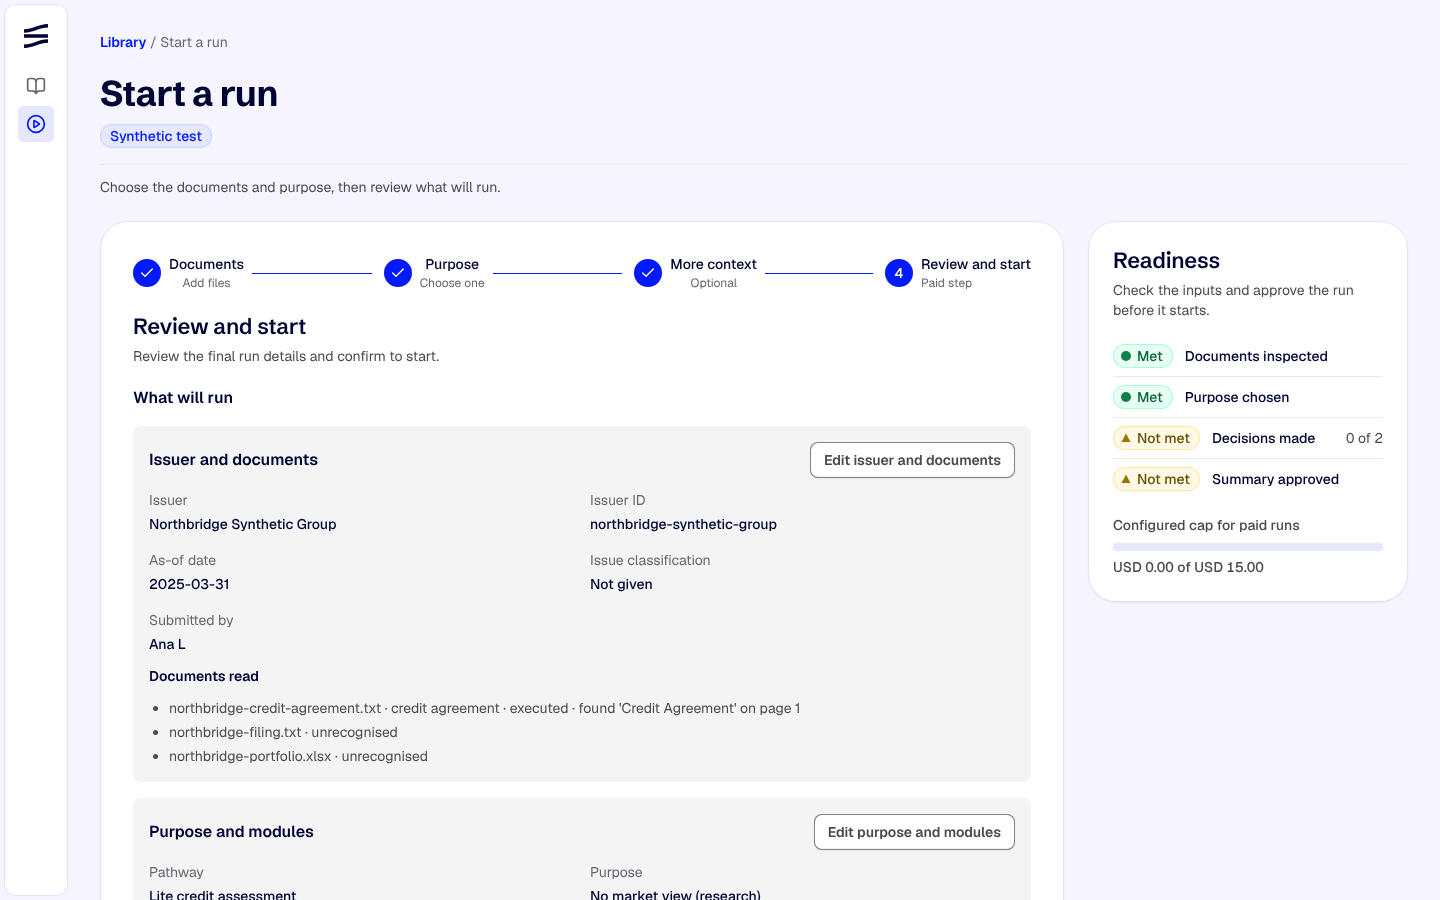 Library / Start a run
Start a run
Synthetic test
Choose the documents and purpose, then review what will run.
Documents
Add files
Purpose
Choose one
More context
Optional
4
Review and start
Paid step
Review and start
Review the final run details and confirm to start.
What will run
Issuer and documents
Edit issuer and documents
Issuer
Northbridge Synthetic Group
Issuer ID
northbridge-synthetic-group
As-of date
2025-03-31
Issue classification
Not given
Submitted by
Ana L
Documents read
northbridge-credit-agreement.txt · credit agreement · executed · found 'Credit Agreement' on page 1
northbridge-filing.txt · unrecognised
northbridge-portfolio.xlsx · unrecognised
Purpose and modules
Edit purpose and modules
Pathway
Lite credit assessment
Purpose
No market view (research)
Readiness
Check the inputs and approve the run
before it starts.
Met Documents inspected
Met Purpose chosen
Not met Decisions made 0 of 2
Not met Summary approved
Configured cap for paid runs
USD 0.00 of USD 15.00